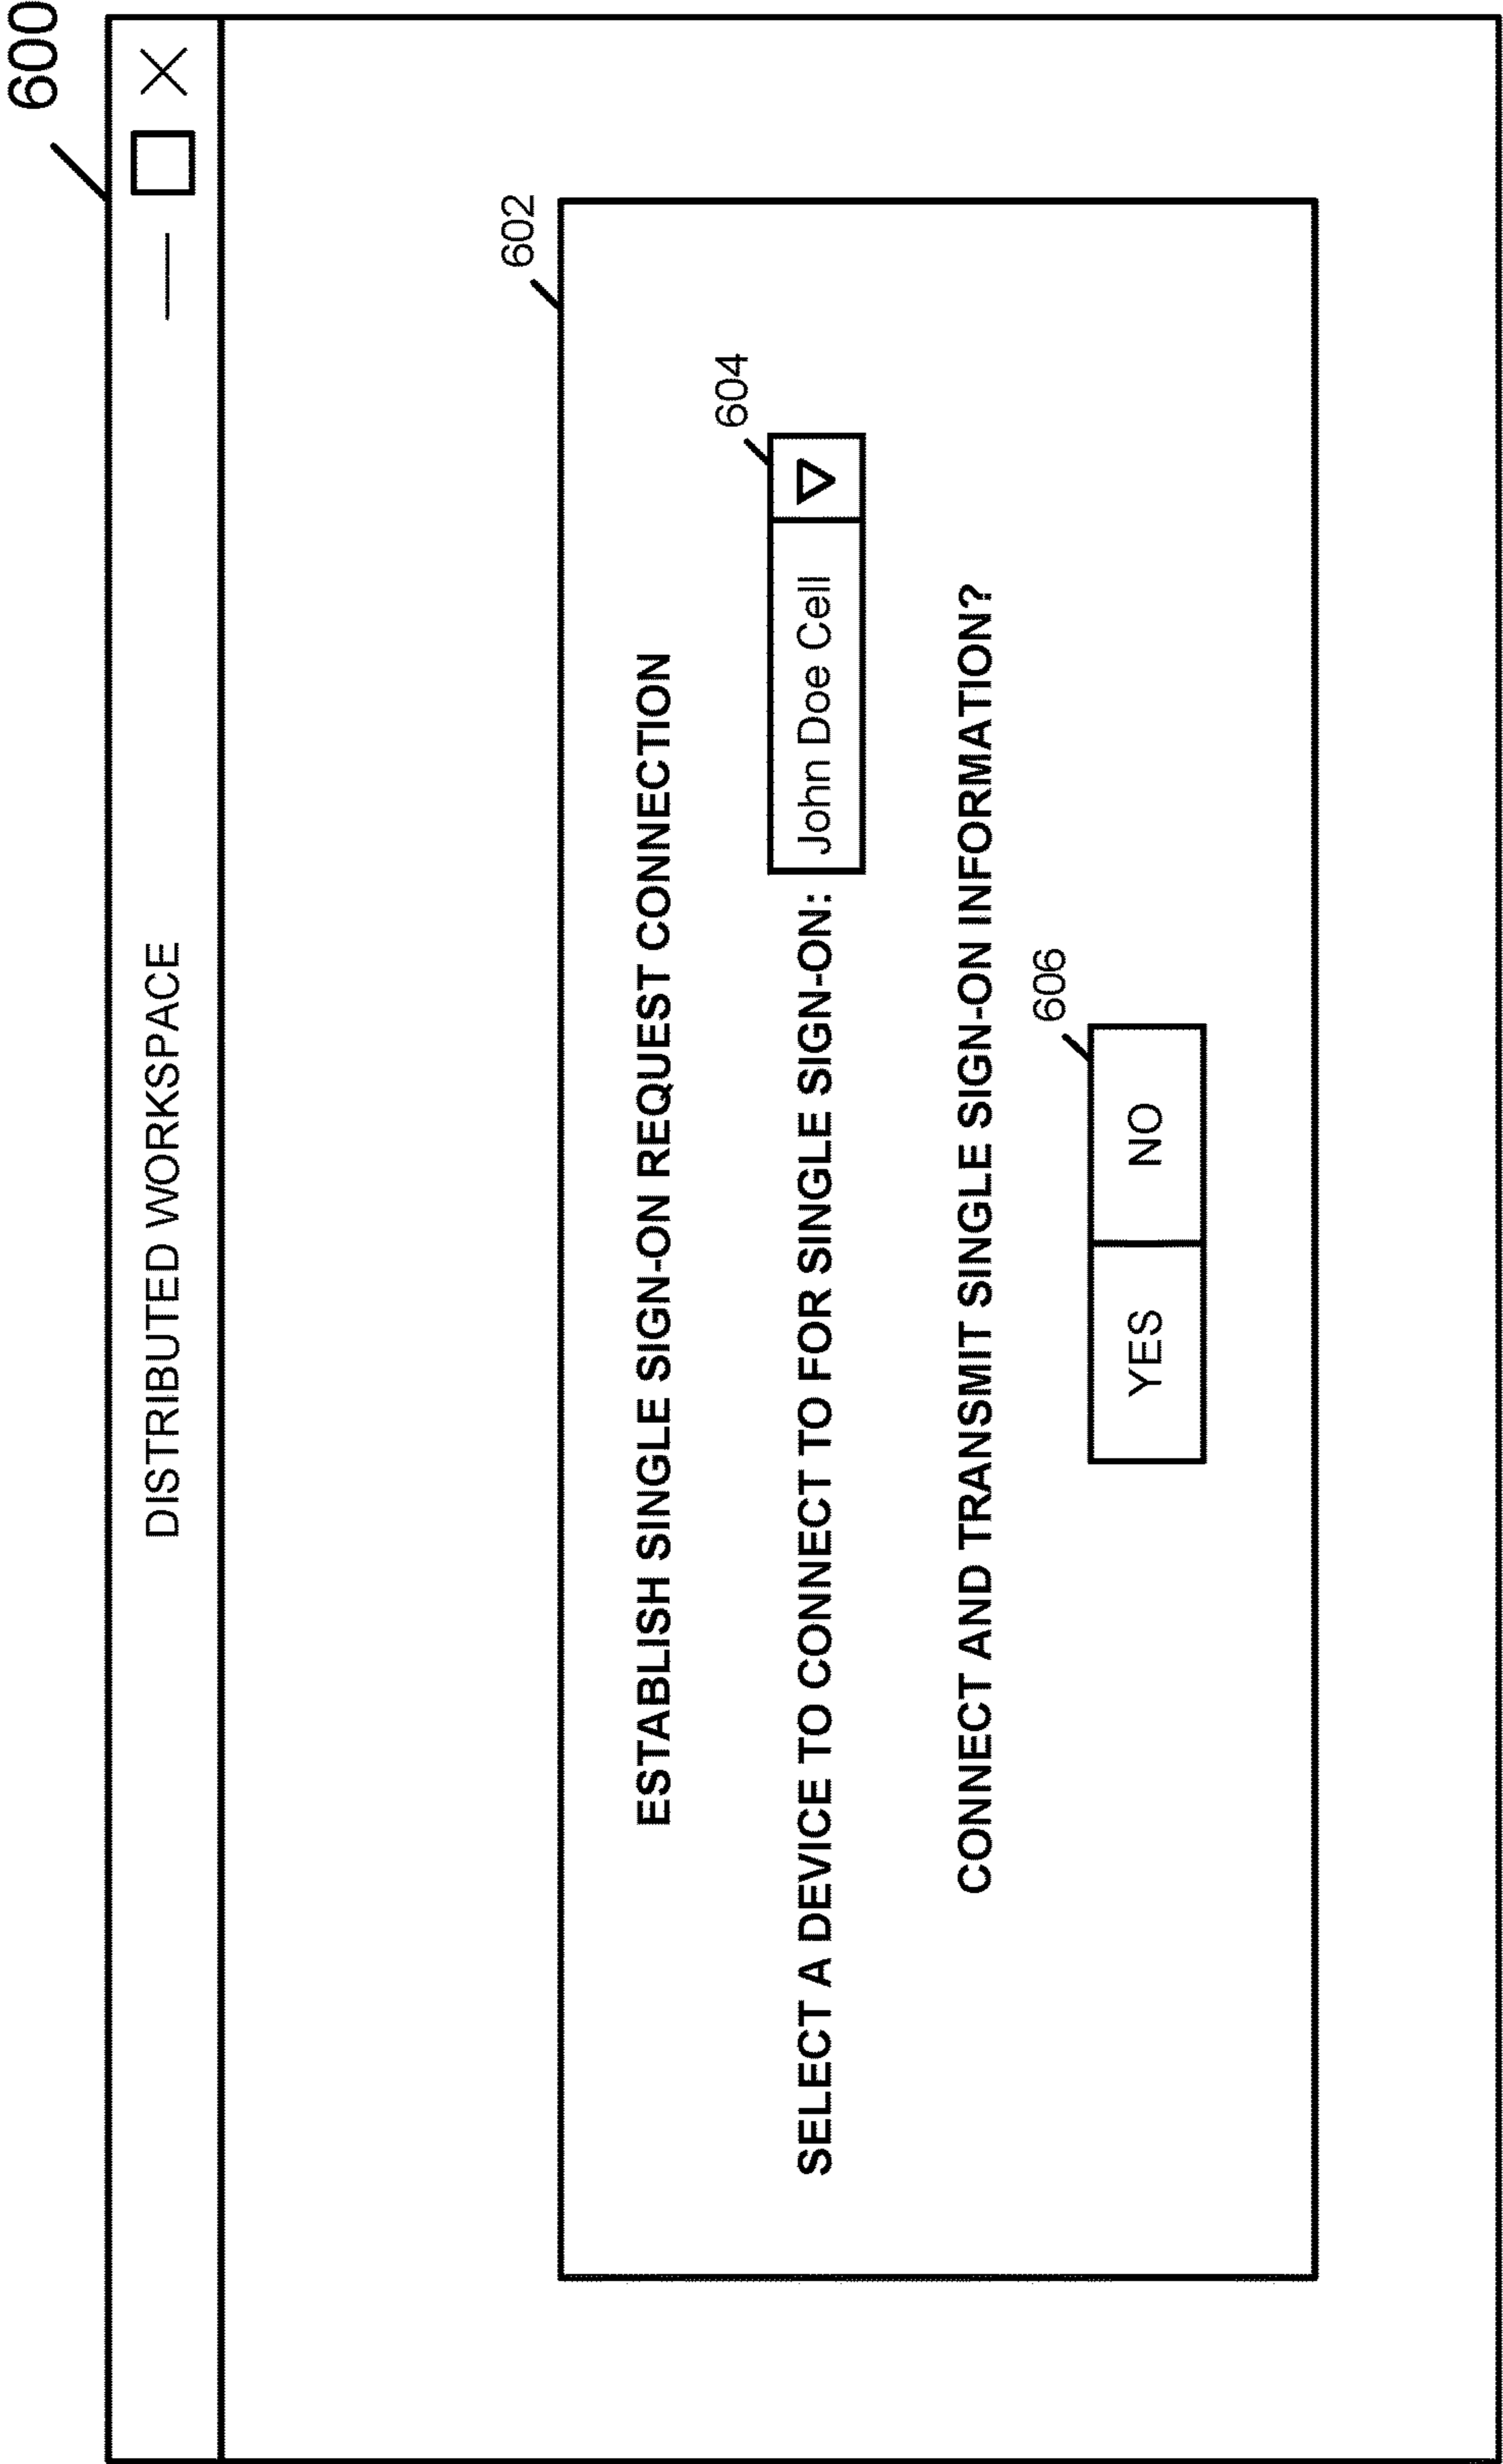 600
DISTRIBUTED WORKSPACE
602
ESTABLISH SINGLE SIGN-ON REQUEST CONNECTION
604
SELECT A DEVICE TO CONNECT TO FOR SINGLE SIGN-ON: John Doe Cell
CONNECT AND TRANSMIT SINGLE SIGN-ON INFORMATION?
606
YES NO